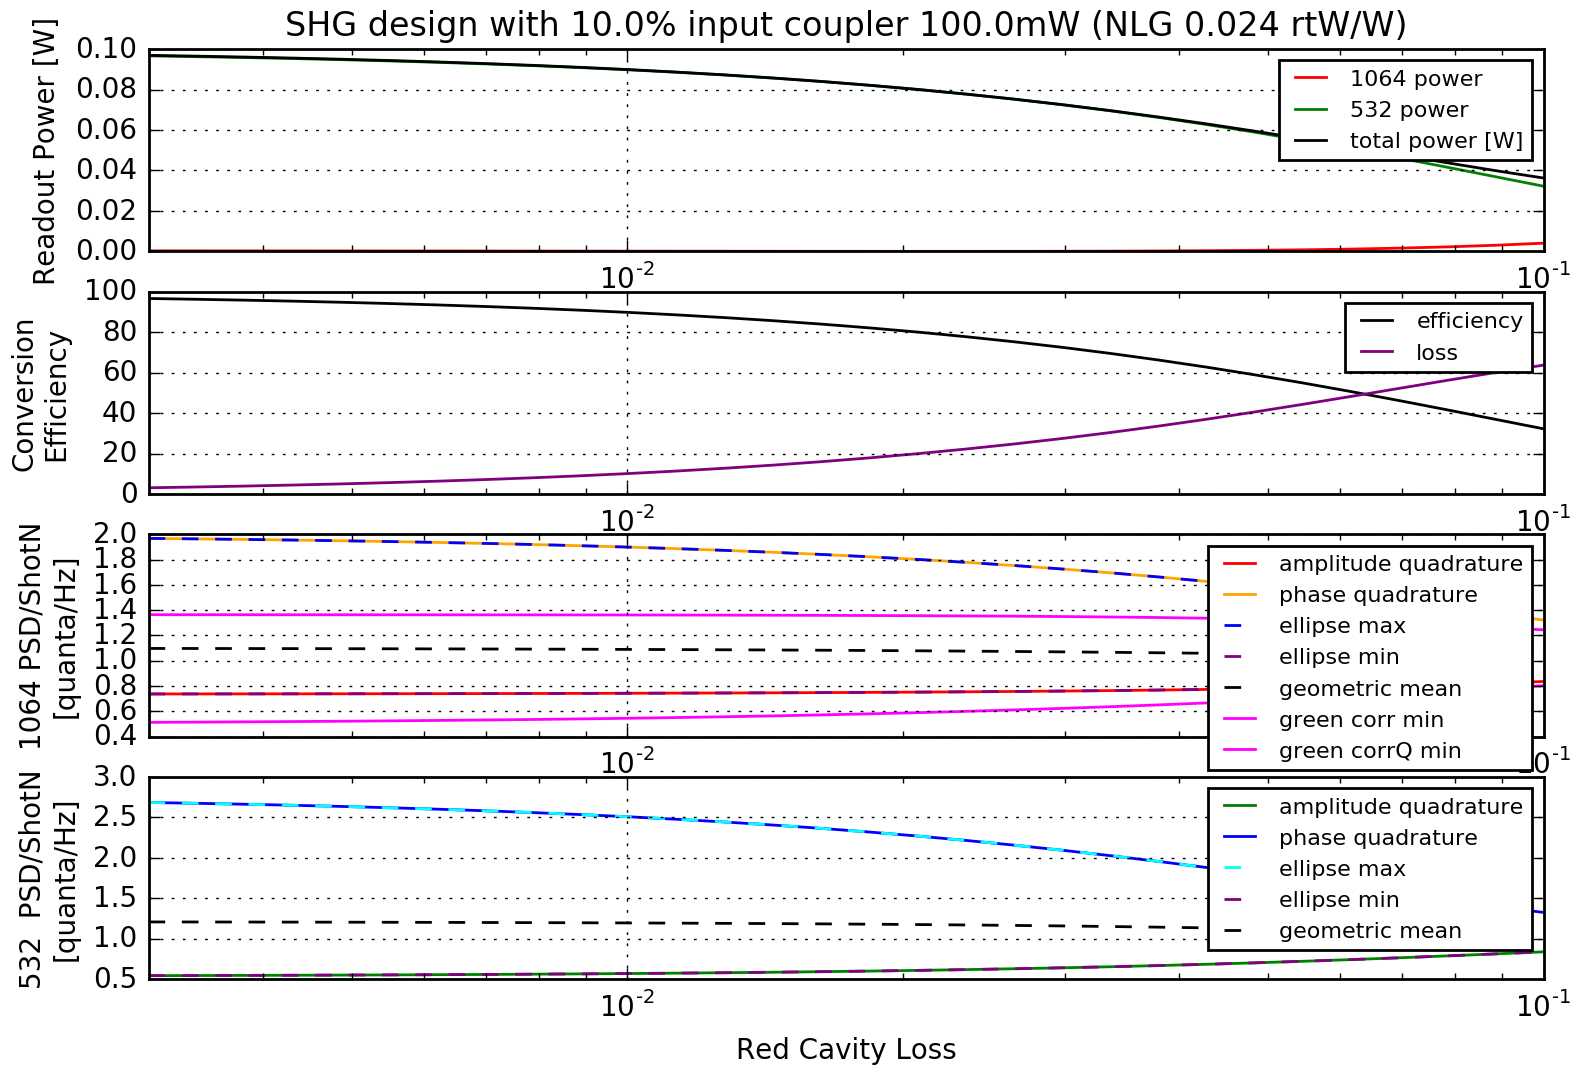 SHG design with 10.0% input coupler 100.0mW (NLG 0.024 rtW/W)
Readout Power [W]
0.10
0.08
0.06
0.04
0.02
0.00
1064 power
532 power
total power [W]
10-2
10-1
Conversion
Efficiency
100
80
60
40
20
0
efficiency
loss
10-2
10-1
1064 PSD/ShotN
[quanta/Hz]
2.0
1.8
1.6
1.4
1.2
1.0
0.8
0.6
0.4
amplitude quadrature
phase quadrature
ellipse max
ellipse min
geometric mean
green corr min
green corrQ min
10-2
10-1
532 PSD/ShotN
[quanta/Hz]
3.0
2.5
2.0
1.5
1.0
0.5
amplitude quadrature
phase quadrature
ellipse max
ellipse min
geometric mean
10-2
10-1
Red Cavity Loss